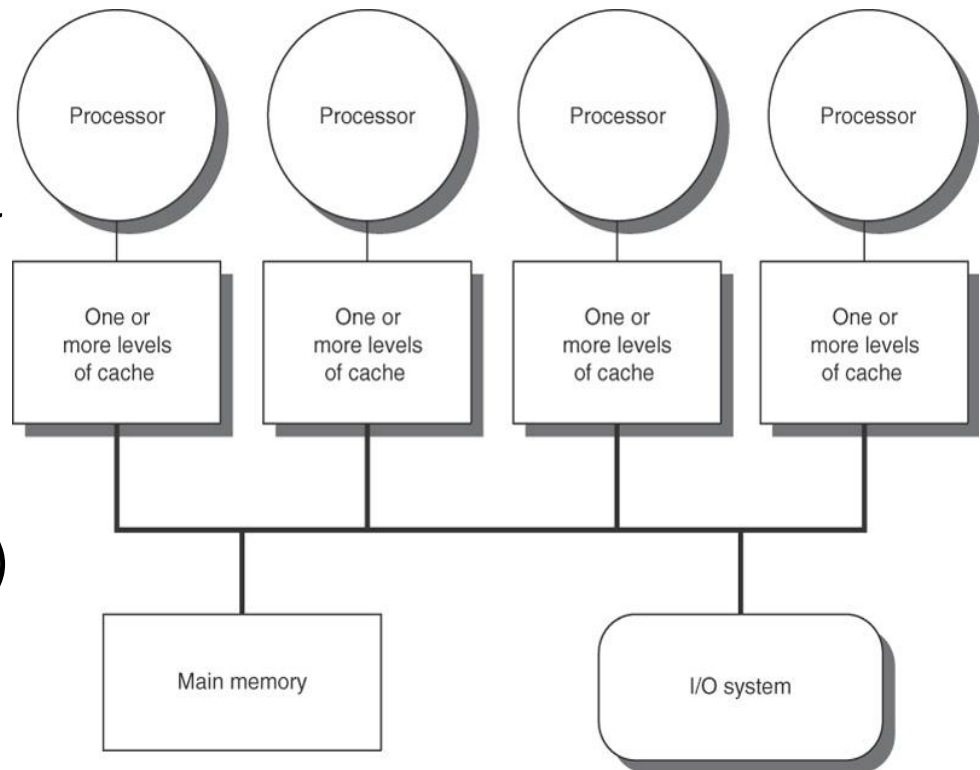 Processor
Processor
Processor
Processor
One or
more levels
of cache
One or
more levels
of cache
One or
more levels
of cache
One or
more levels
of cache
)
Main memory
I/O system